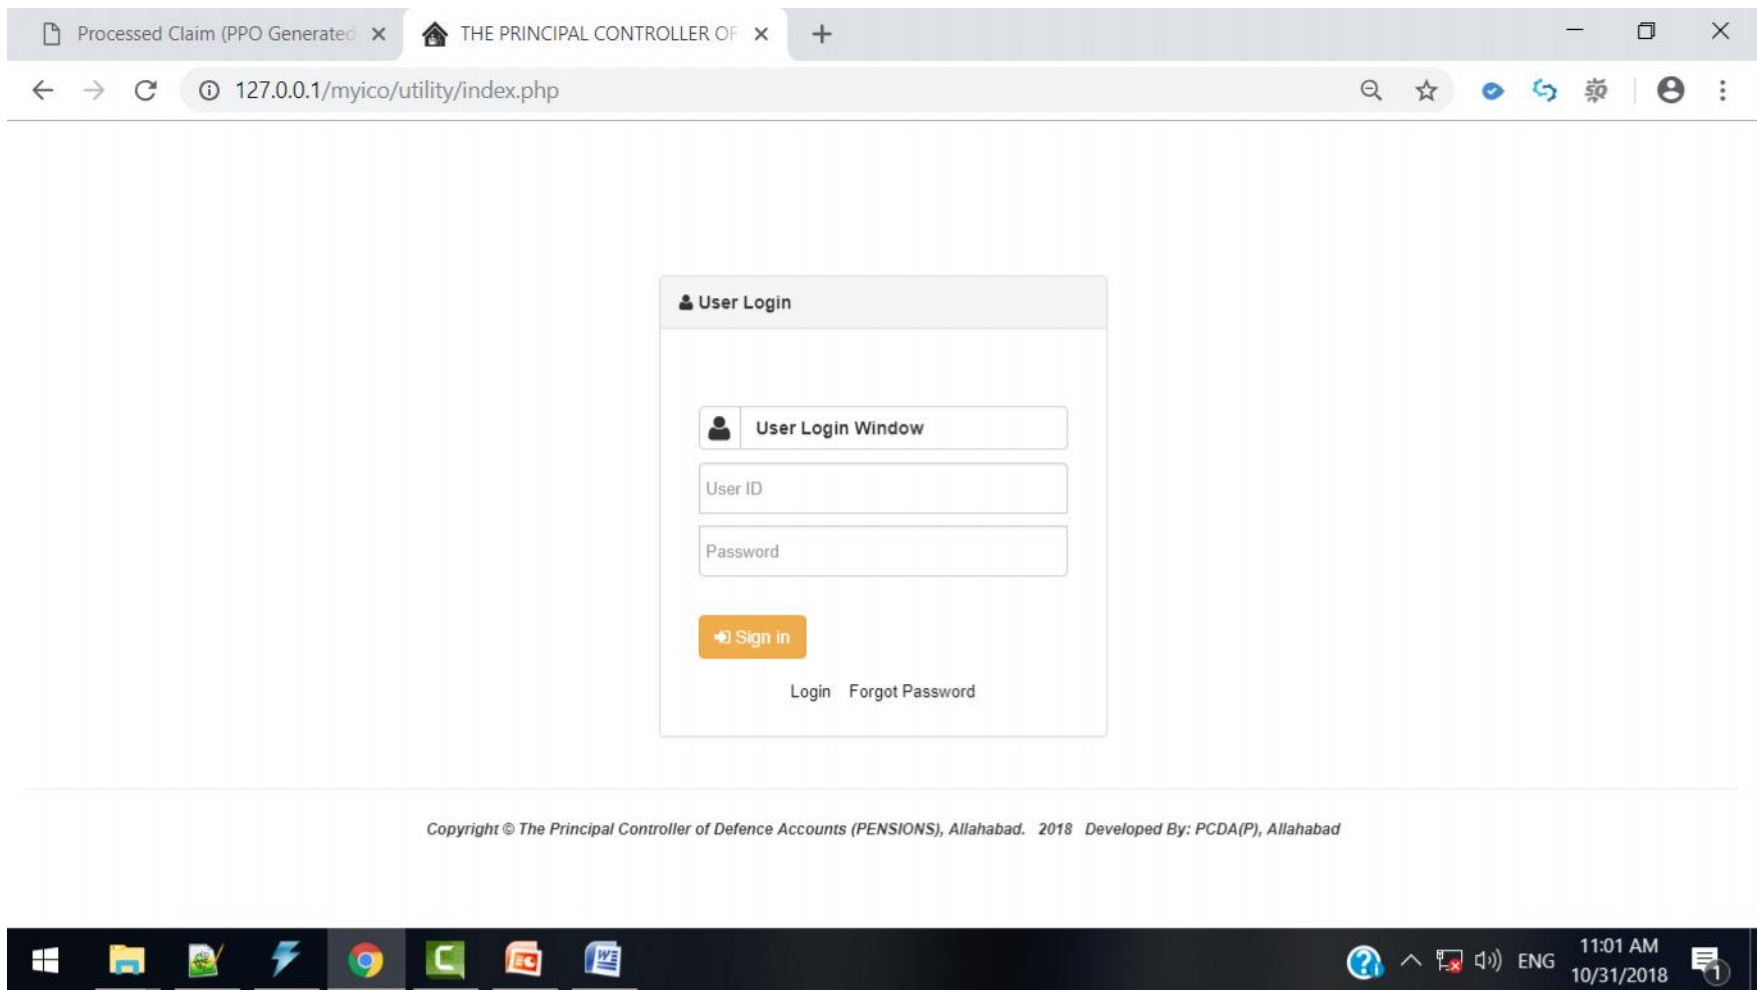 Processed Claim (PPO Generated
THE PRINCIPAL CONTROLLER OF
127.0.0.1/myico/utility/index.php
User Login
User Login Window
User ID
Password
Sign in
Login Forgot Password
Copyright © The Principal Controller of Defence Accounts (PENSIONS), Allahabad. 2018 Developed By: PCDA(P), Allahabad
ENG
11:01 AM
10/31/2018
1